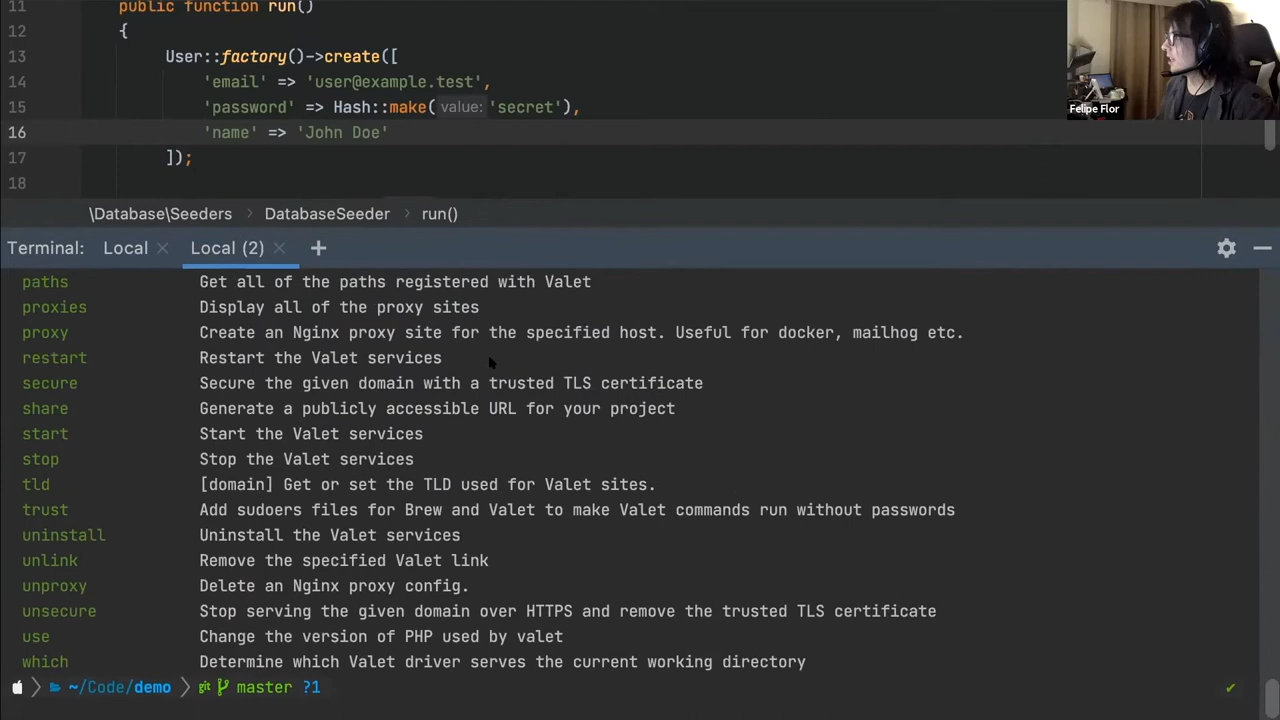 11 public function run()
12 {
13 User::factory()->create([
14 'email' => 'user@example.test',
15 'password' => Hash::make( value: 'secret'),
16 'name' => 'John Doe'
17 ]);
18
Felipe Flor
\Database\Seeders > DatabaseSeeder > run()
Terminal: Local × Local (2) × +
paths Get all of the paths registered with Valet
proxies Display all of the proxy sites
proxy Create an Nginx proxy site for the specified host. Useful for docker, mailhog etc.
restart Restart the Valet services
secure Secure the given domain with a trusted TLS certificate
share Generate a publicly accessible URL for your project
start Start the Valet services
stop Stop the Valet services
tld [domain] Get or set the TLD used for Valet sites.
trust Add sudoers files for Brew and Valet to make Valet commands run without passwords
uninstall Uninstall the Valet services
unlink Remove the specified Valet link
unproxy Delete an Nginx proxy config.
unsecure Stop serving the given domain over HTTPS and remove the trusted TLS certificate
use Change the version of PHP used by valet
which Determine which Valet driver serves the current working directory
~/Code/demo git master ?1 ✓